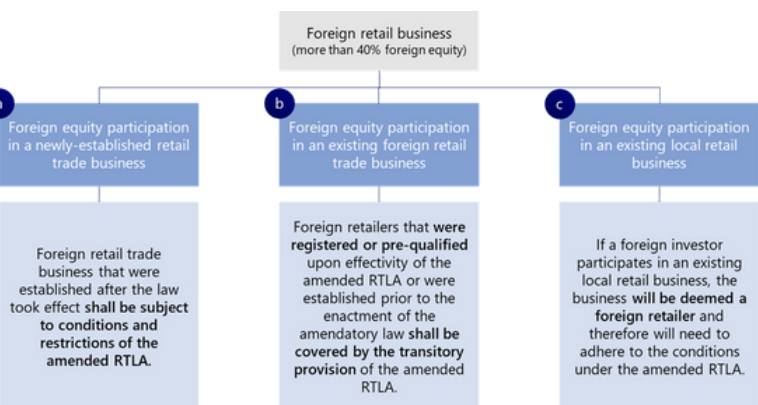 Foreign retail business
(more than 40% foreign equity)
a
Foreign equity participation
in a newly-established retail
trade business
b
Foreign equity participation
in an existing foreign retail
trade business
c
Foreign equity participation
in an existing local retail
business
Foreign retail trade
business that were
established after the law
took effect shall be subject
to conditions and
restrictions of the
amended RTLA.
Foreign retailers that were
registered or pre-qualified
upon effectivity of the
amended RTLA or were
established prior to the
enactment of the
amendatory law shall be
covered by the transitory
provision of the amended
RTLA.
If a foreign investor
participates in an existing
local retail business, the
business will be deemed a
foreign retailer and
therefore will need to
adhere to the conditions
under the amended RTLA.